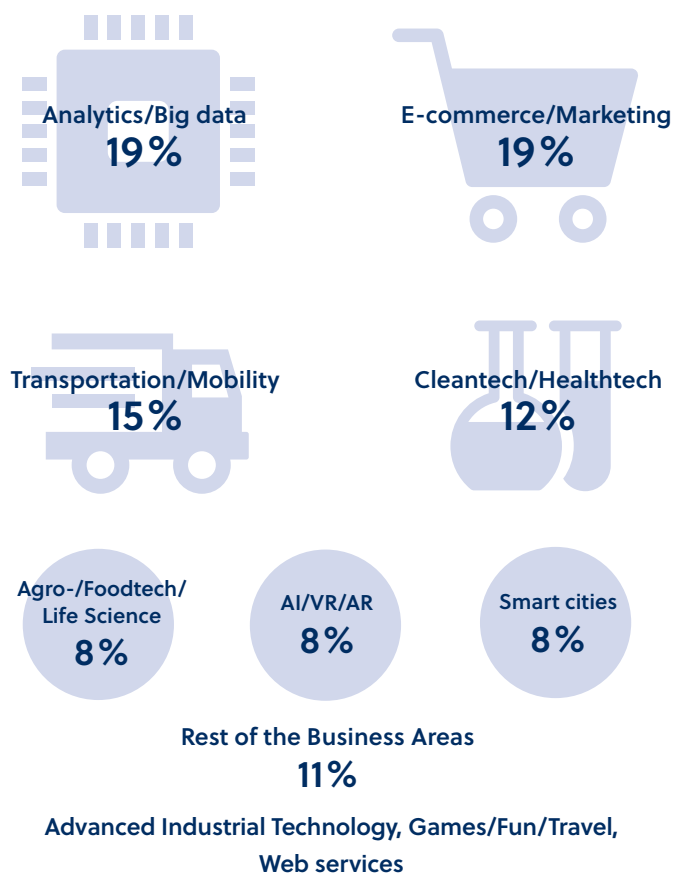 Analytics/Big data
19%
E-commerce/Marketing
19%
Transportation/Mobility
15%
Cleantech/Healthtech
12%
Agro-/Foodtech/
Life Science
8%
AI/VR/AR
8%
Smart cities
8%
Rest of the Business Areas
11%
Advanced Industrial Technology, Games/Fun/Travel,
Web services